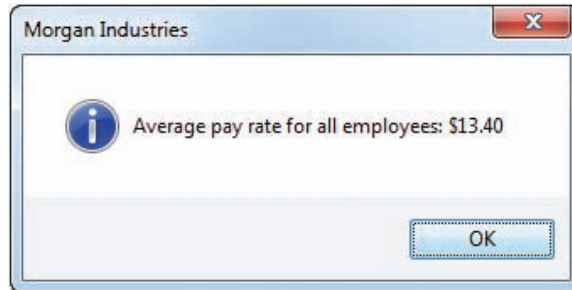 Morgan Industries
Average pay rate for all employees: $13.40
OK